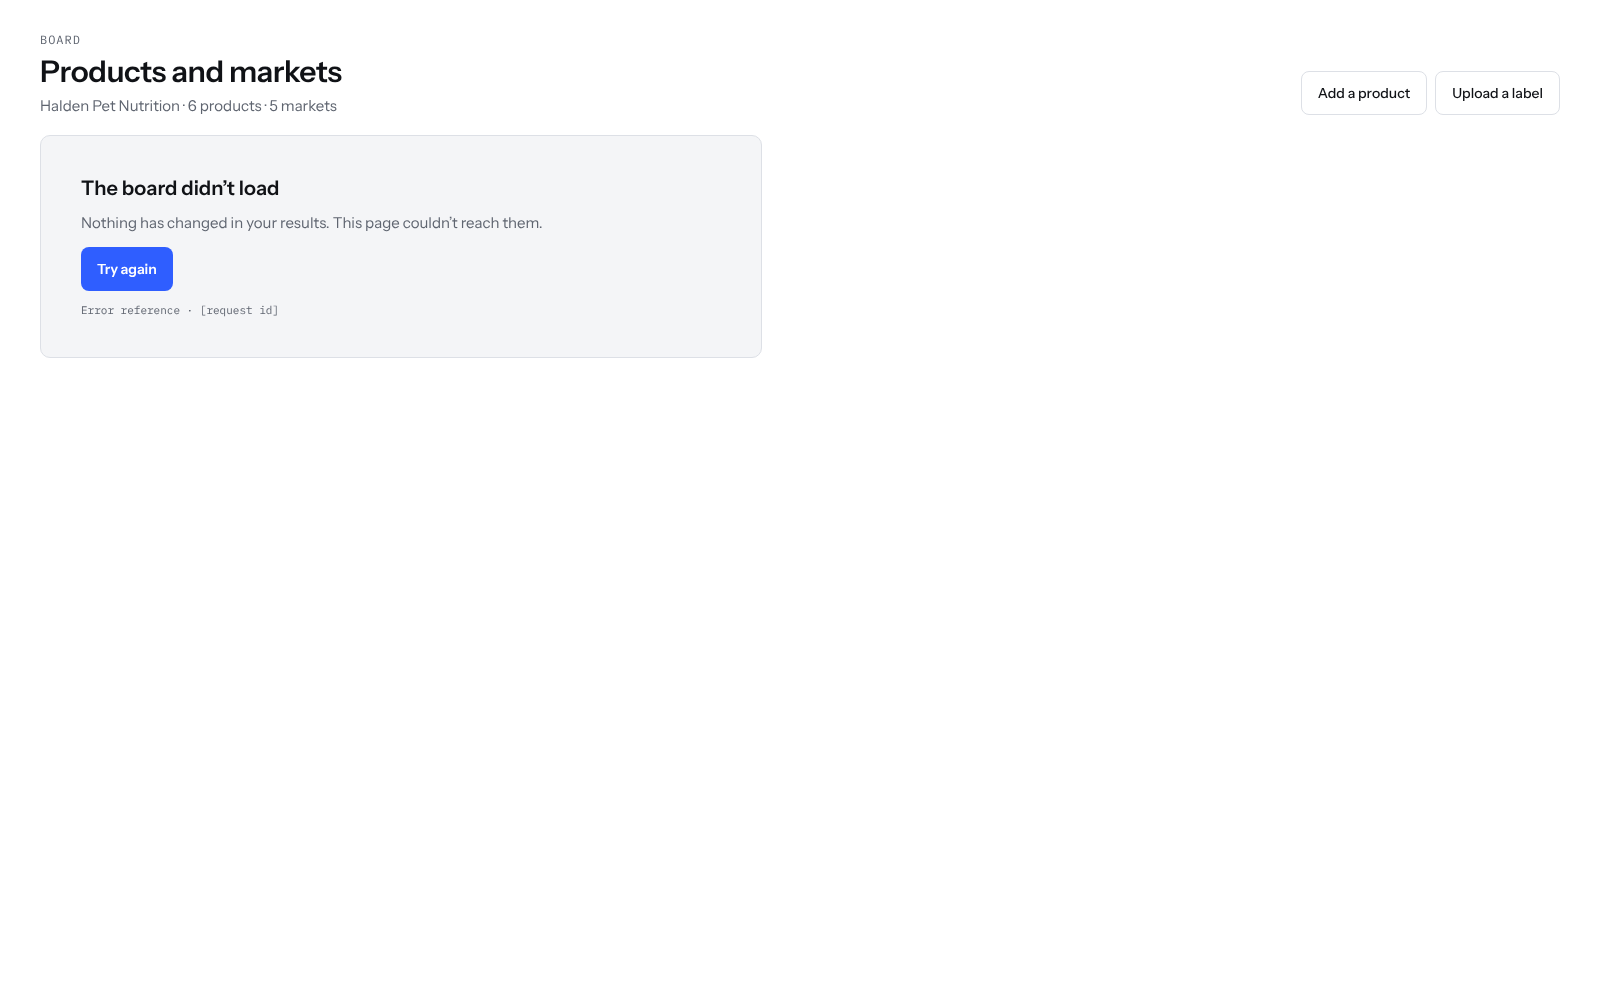 BOARD
Products and markets
Halden Pet Nutrition · 6 products · 5 markets
Add a product
Upload a label
The board didn’t load
Nothing has changed in your results. This page couldn’t reach them.
Try again
Error reference · [request id]